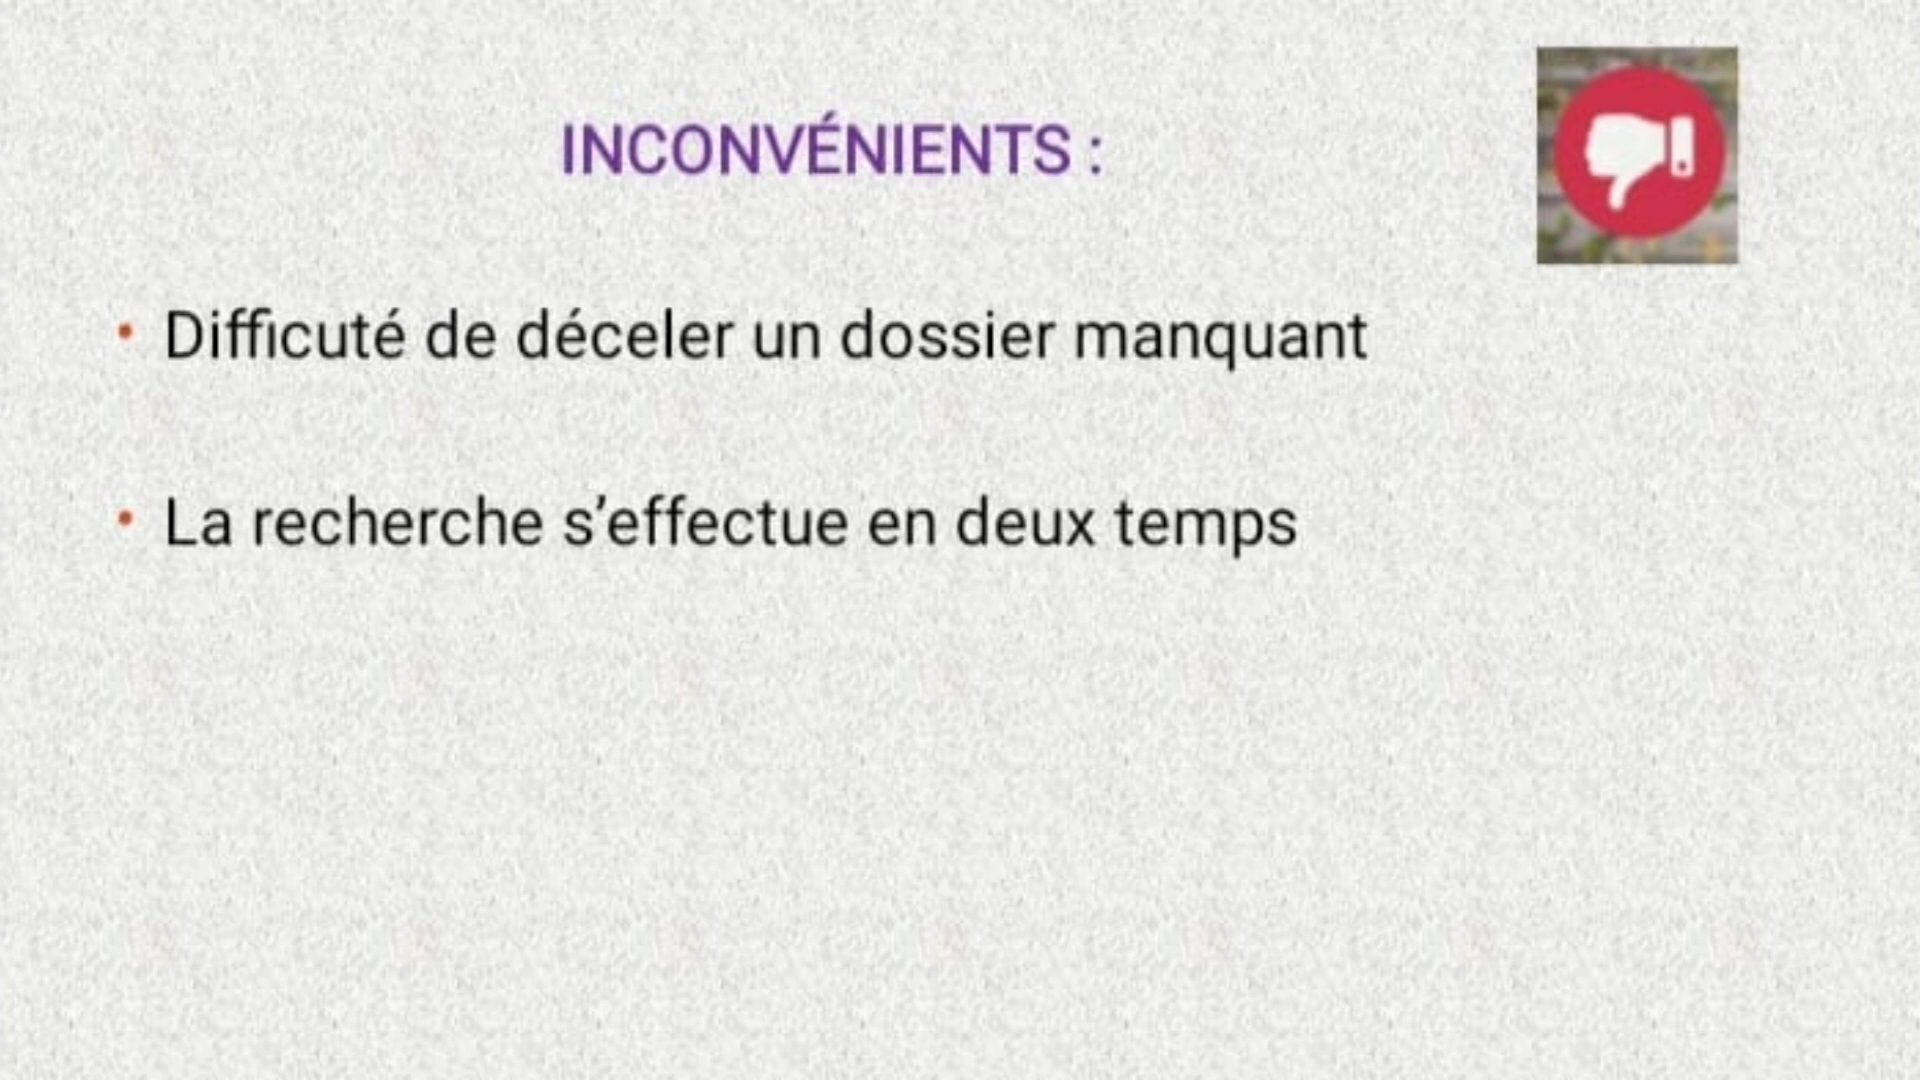 INCONVÉNIENTS :
• Difficuté de déceler un dossier manquant
• La recherche s’effectue en deux temps